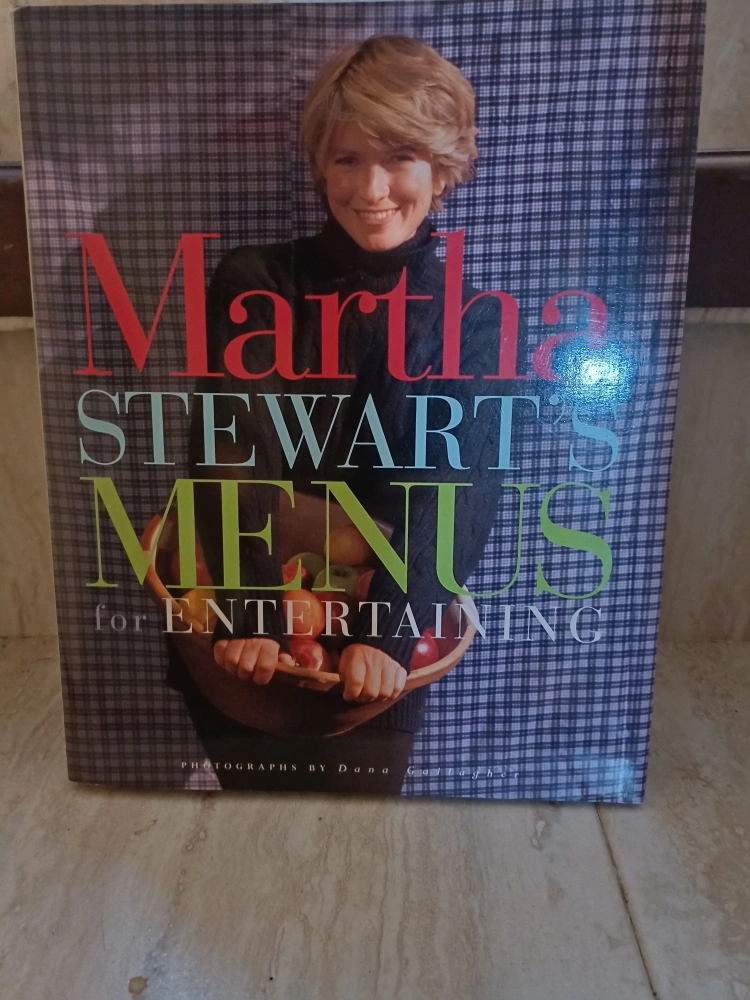 Martha
STEWART'S
MENUS
for ENTERTAINING
PHOTOGRAPHS BY Dana Gallagher